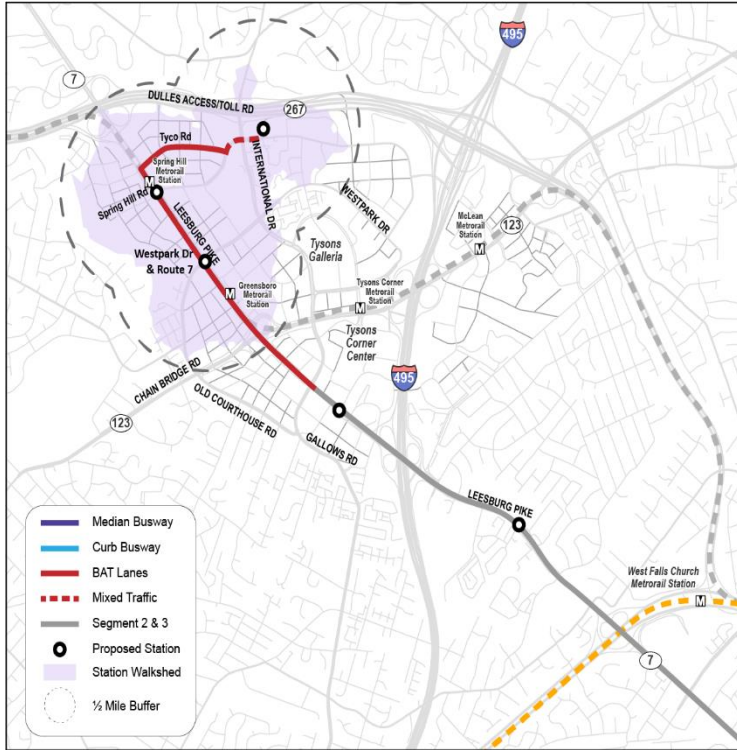 495
7
DULLES ACCESS/TOLL RD
267
Tyco Rd
Spring Hill
Metrorail
Station
M
Spring Hill Rd
LEESBURG PIKE
INTERNATIONAL DR
WESTPARK DR
McLean
Metrorail
Station
M
123
Westpark Dr
& Route 7
Tysons
Galleria
Greensboro
Metrorail
Station
M
Tysons Corner
Metrorail
Station
M
Tysons
Corner
Center
495
CHAIN BRIDGE RD
123
OLD COURTHOUSE RD
GALLOWS RD
LEESBURG PIKE
West Falls Church
Metrorail Station
M
7
Median Busway
Curb Busway
BAT Lanes
Mixed Traffic
Segment 2 & 3
Proposed Station
Station Walkshed
½ Mile Buffer